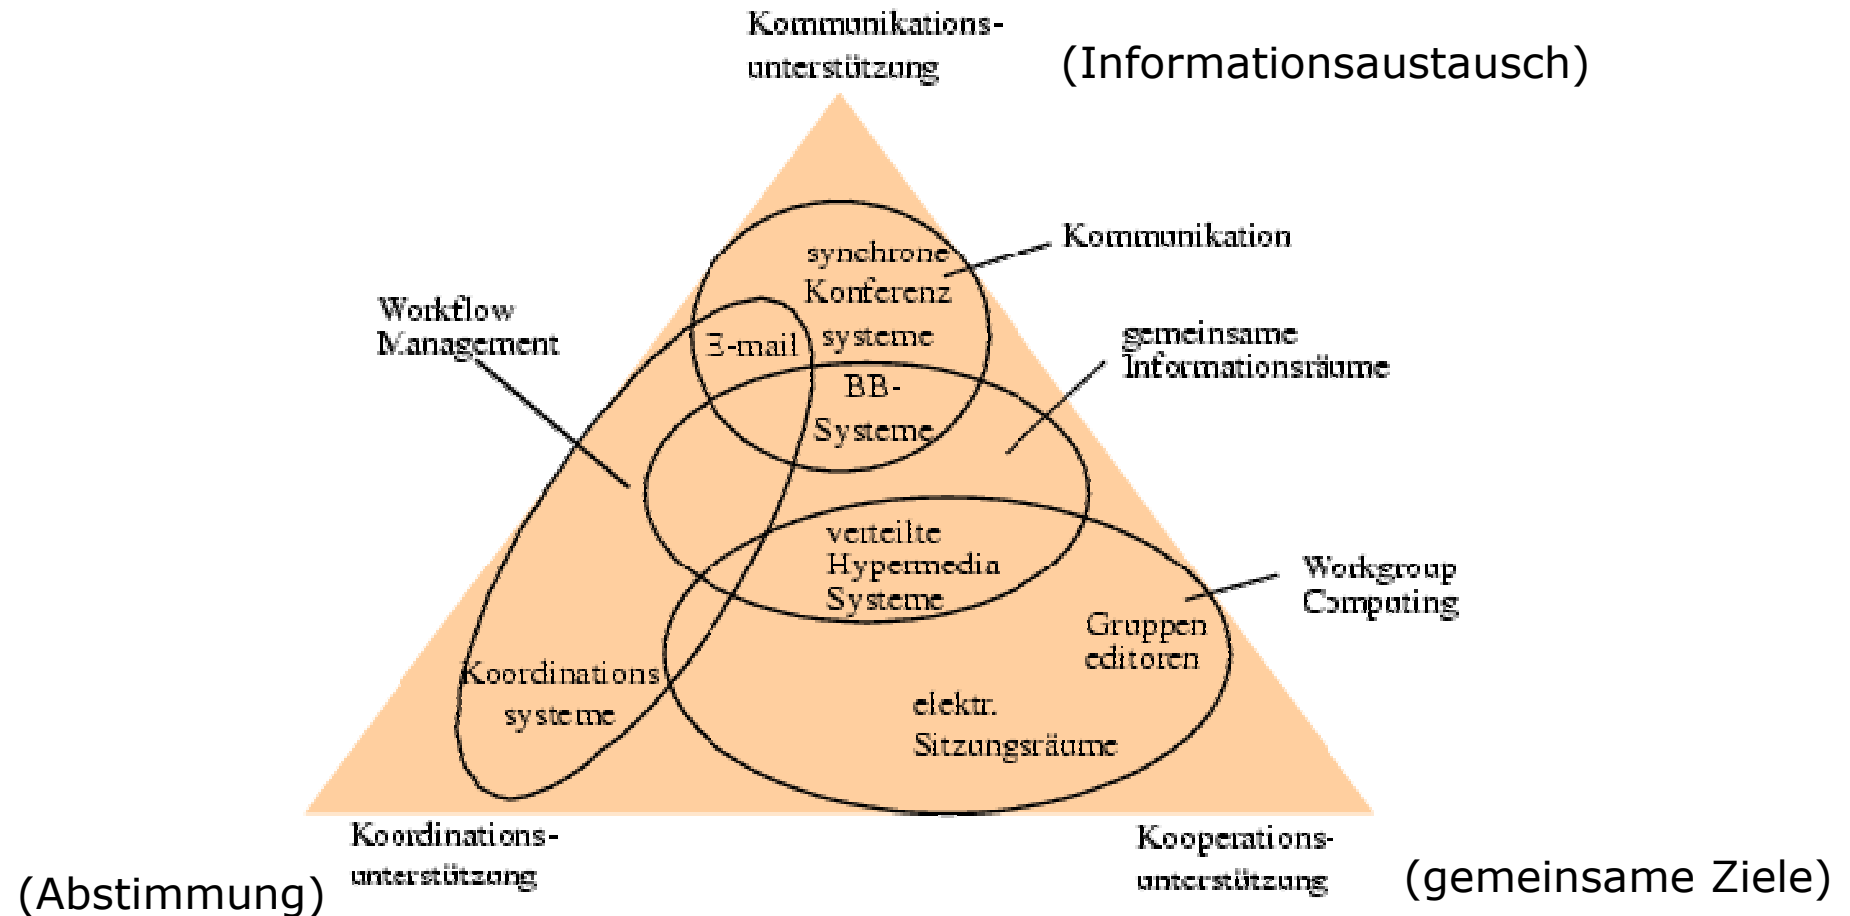 Kommunikations-
unterstützung
(Informationsaustausch)
Kommunikation
synchrone
Konferenz
systeme
Workflow
Management
E-mail
gemeinsame
Informationsräume
BB-
Systeme
verteilte
Hypermedia
Systeme
Workgroup
Computing
Gruppen
editoren
Koordinations
systeme
elektr.
Sitzungsräume
Koordinations-
unterstützung
(Abstimmung)
Kooperations-
unterstützung
(gemeinsame Ziele)